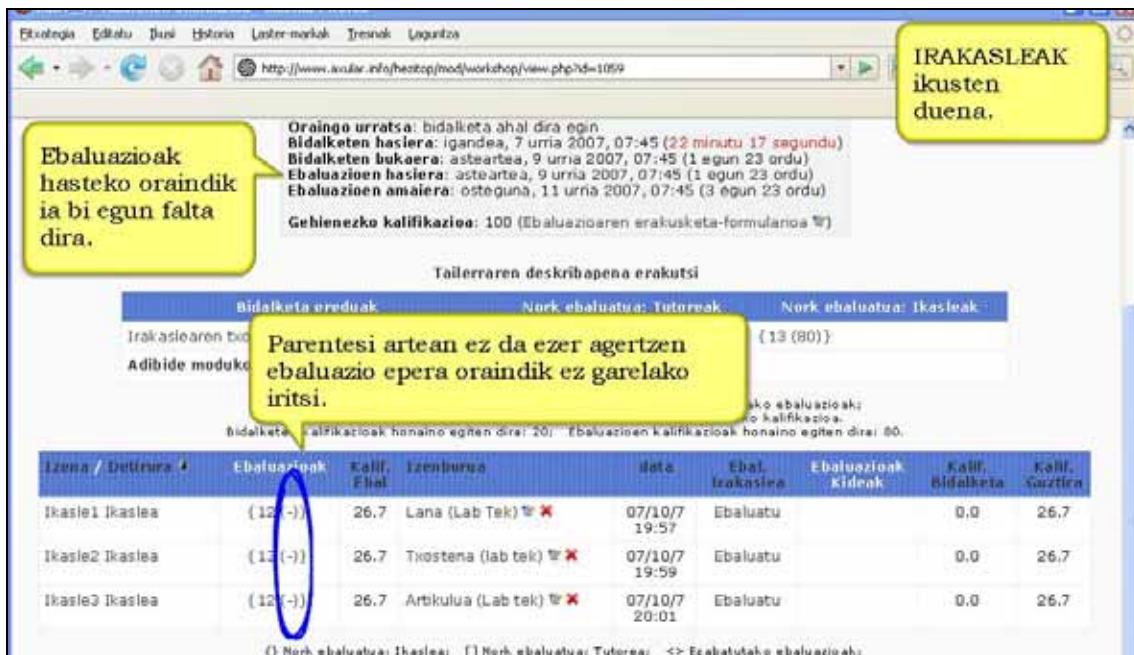 Etxategia Editatu Ikusi Historia Laster-markak Tresnak Laguntza
http://www.axular.info/hezitop/mod/workshop/view.php?id=1059
IRAKASLEAK
ikusten
duena.
Ebaluazioak
hasteko oraindik
ia bi egun falta
dira.
Oraingo urratsa: bidalketa ahal dira egin
Bidalketen hasiera: igandea, 7 urria 2007, 07:45 (22 minutu 17 segundu)
Bidalketen bukaera: asteartea, 9 urria 2007, 07:45 (1 egun 23 ordu)
Ebaluazioen hasiera: asteartea, 9 urria 2007, 07:45 (1 egun 23 ordu)
Ebaluazioen amaiera: osteguna, 11 urria 2007, 07:45 (3 egun 23 ordu)
Gehienezko kalifikazioa: 100 (Ebaluazioaren erakusketa-formularioa)
Tailerraren deskribapena erakutsi
Bidalketa ereduak Nork ebaluatua: Tutoreak Nork ebaluatua: Ikasleak
Irakaslearen {13 (80)}
Adibide
Parentesi artean ez da ezer agertzen
ebaluazio epera oraindik ez garelako
iritsi.
ebaluazioak;
kalifikazioa.
Bidalketen kalifikazioak honaino egiten dira: 20; Ebaluazioen kalifikazioak honaino egiten dira: 80.
Izena / Deitura Ebaluazioak Kalif. Ebal Izenburua data Ebal. Irakaslea Ebaluazioak Kideak Kalif. Bidalketa Kalif. Guztira
Ikasle1 Ikaslea {12 (-)} 26.7 Lana (Lab Tek) 07/10/7 19:57 Ebaluatu 0.0 26.7
Ikasle2 Ikaslea {12 (-)} 26.7 Txostena (lab tek) 07/10/7 19:59 Ebaluatu 0.0 26.7
Ikasle3 Ikaslea {12 (-)} 26.7 Artikulua (Lab tek) 07/10/7 20:01 Ebaluatu 0.0 26.7
{} Nork ebaluatua: Ikaslea; [] Nork ebaluatua: Tutorea; <> Ezabatutako ebaluazioak;